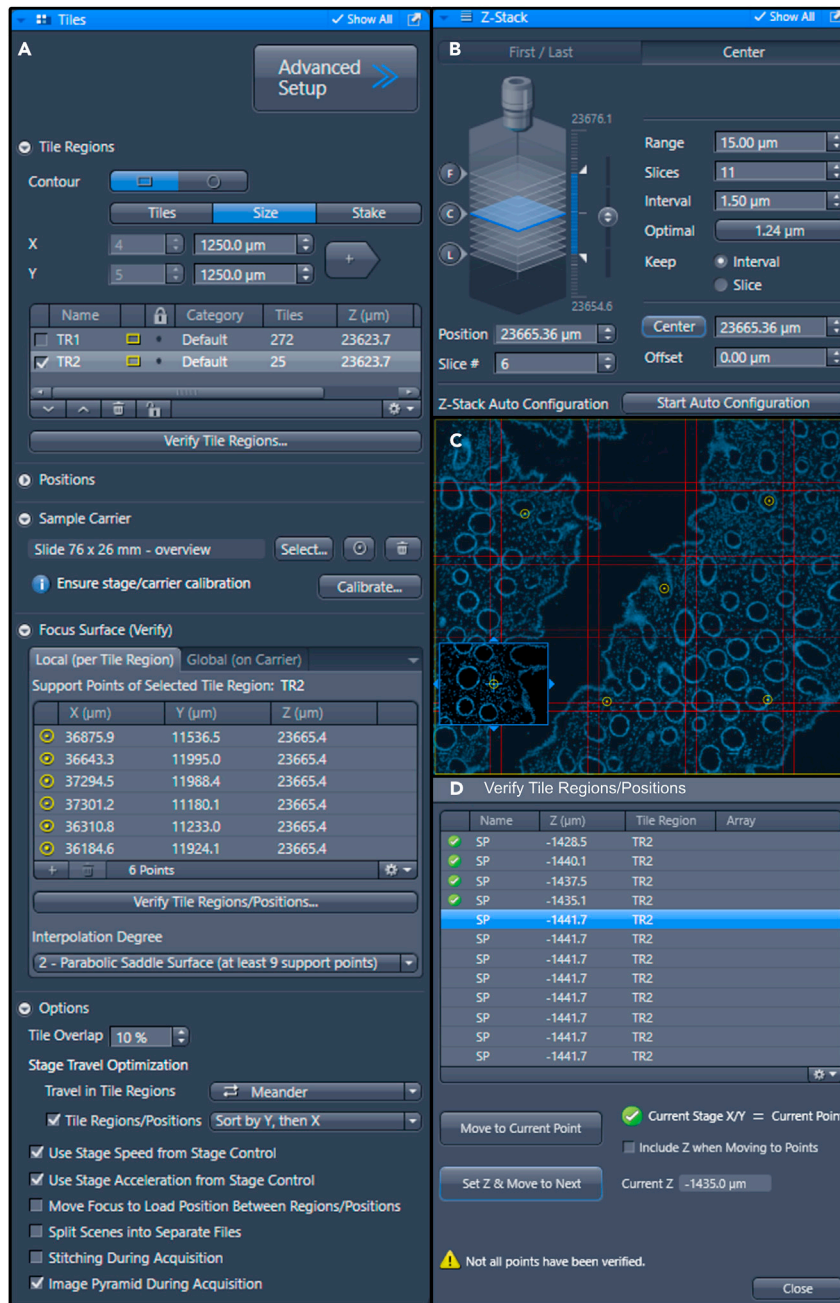 Tiles
Show All
A
Advanced Setup
Tile Regions
Contour
Tiles Size Stake
X 4 1250.0 µm
+
Y 5 1250.0 µm
Name Category Tiles Z (µm)
TR1 Default 272 23623.7
TR2 Default 25 23623.7
Verify Tile Regions...
Positions
Sample Carrier
Slide 76 x 26 mm - overview Select...
Ensure stage/carrier calibration
Calibrate...
Focus Surface (Verify)
Local (per Tile Region) Global (on Carrier)
Support Points of Selected Tile Region: TR2
X (µm) Y (µm) Z (µm)
36875.9 11536.5 23665.4
36643.3 11995.0 23665.4
37294.5 11988.4 23665.4
37301.2 11180.1 23665.4
36310.8 11233.0 23665.4
36184.6 11924.1 23665.4
+ 6 Points
Verify Tile Regions/Positions...
Interpolation Degree
2 - Parabolic Saddle Surface (at least 9 support points)
Options
Tile Overlap 10 %
Stage Travel Optimization
Travel in Tile Regions Meander
Tile Regions/Positions Sort by Y, then X
Use Stage Speed from Stage Control
Use Stage Acceleration from Stage Control
Move Focus to Load Position Between Regions/Positions
Split Scenes into Separate Files
Stitching During Acquisition
Image Pyramid During Acquisition
Z-Stack
Show All
B
First / Last Center
23676.1
F
C
L
23654.6
Range 15.00 µm
Slices 11
Interval 1.50 µm
Optimal 1.24 µm
Keep Interval
Slice
Position 23665.36 µm
Center 23665.36 µm
Slice # 6
Offset 0.00 µm
Z-Stack Auto Configuration Start Auto Configuration
C
D Verify Tile Regions/Positions
Name Z (µm) Tile Region Array
SP -1428.5 TR2
SP -1440.1 TR2
SP -1437.5 TR2
SP -1435.1 TR2
SP -1441.7 TR2
SP -1441.7 TR2
SP -1441.7 TR2
SP -1441.7 TR2
SP -1441.7 TR2
SP -1441.7 TR2
SP -1441.7 TR2
SP -1441.7 TR2
Move to Current Point
Current Stage X/Y = Current Point
Include Z when Moving to Points
Set Z & Move to Next
Current Z -1435.0 µm
Not all points have been verified.
Close